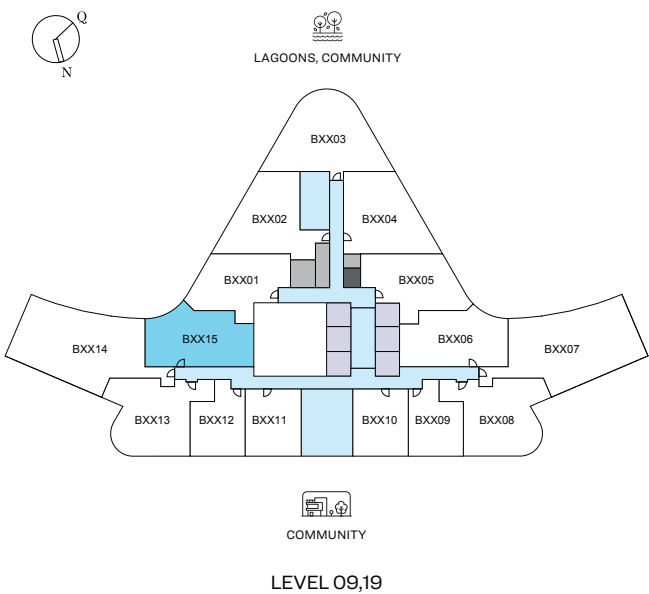 Q
N
LAGOONS, COMMUNITY
BXX03
BXX02
BXX04
BXX01
BXX05
BXX14
BXX15
BXX06
BXX07
BXX13
BXX12
BXX11
BXX10
BXX09
BXX08
COMMUNITY
LEVEL 09,19